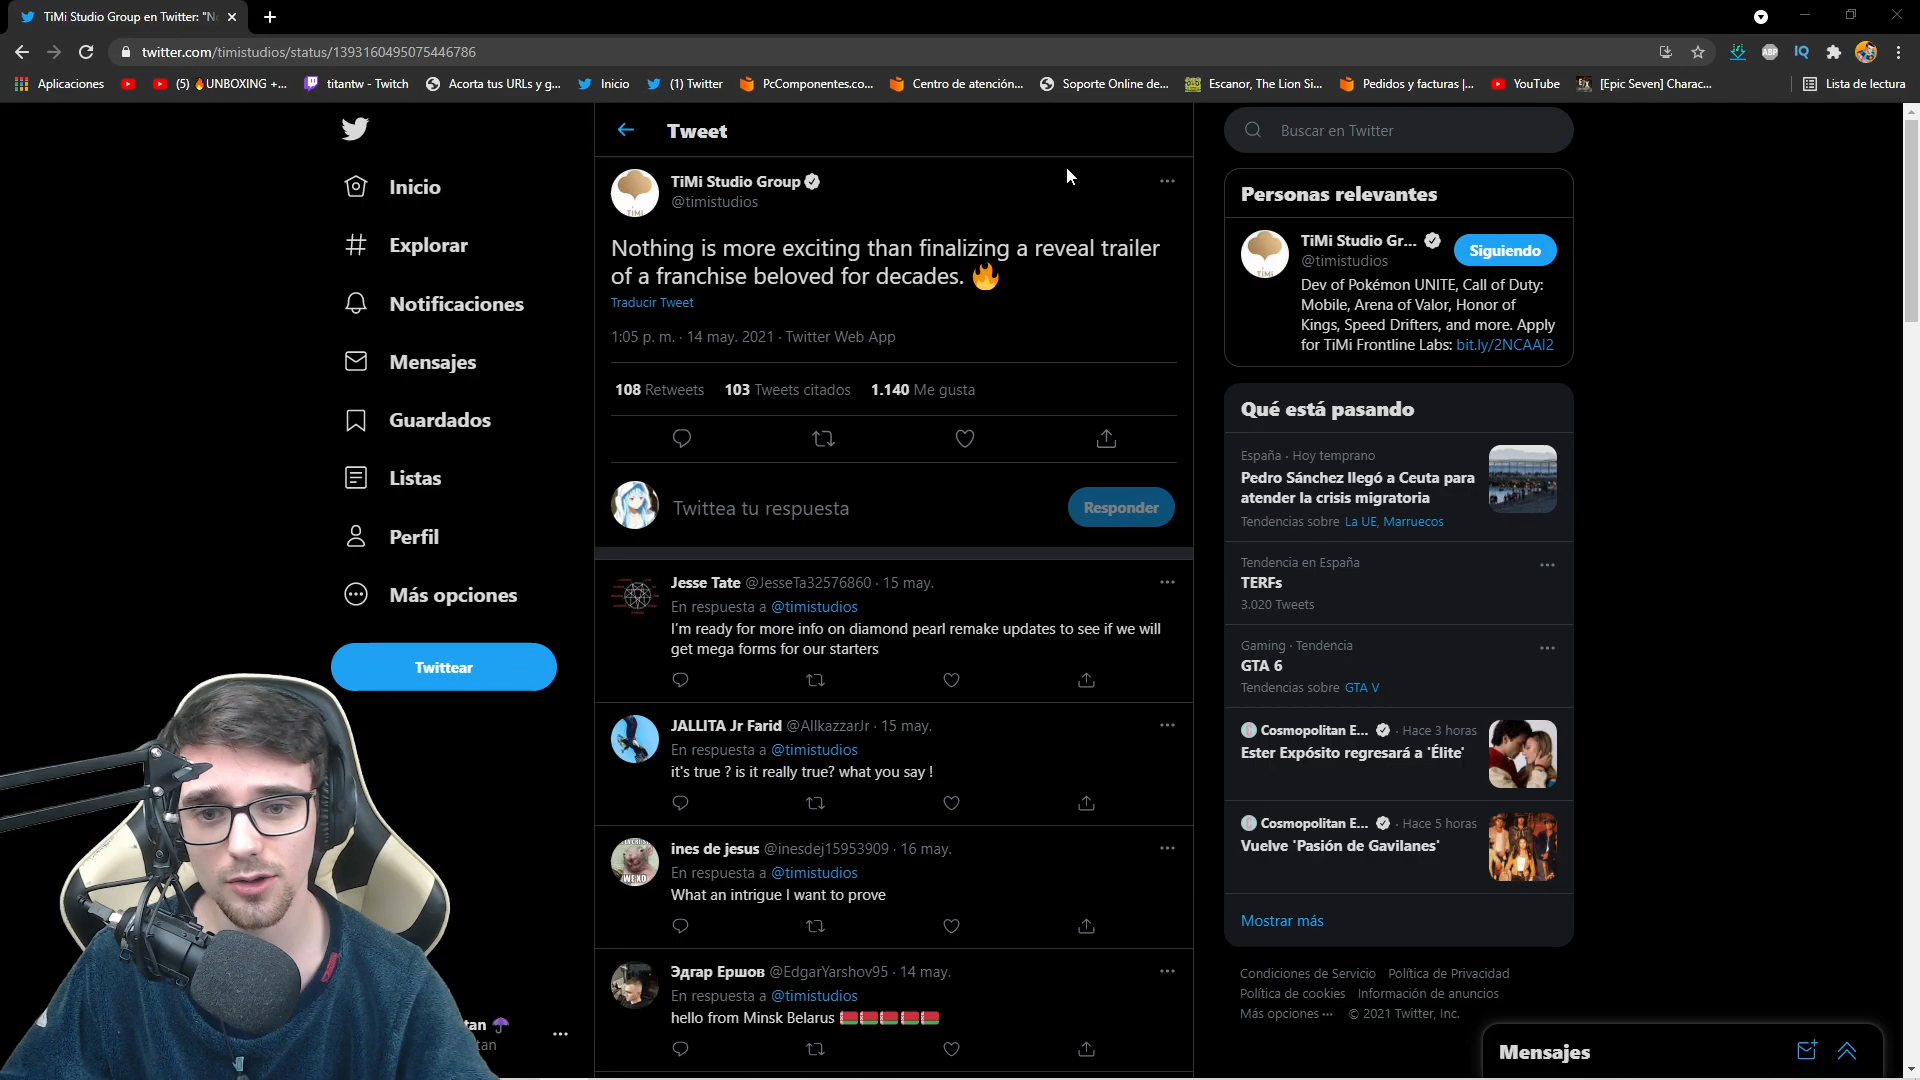 TiMi Studio Group en Twitter: "No
twitter.com/timistudios/status/1393160495075446786
Aplicaciones
(5) 🔥UNBOXING +...
titantw - Twitch
Acorta tus URLs y g...
Inicio
(1) Twitter
PcComponentes.co...
Centro de atención...
Soporte Online de...
Escanor, The Lion Si...
Pedidos y facturas |...
YouTube
[Epic Seven] Charac...
Lista de lectura
ABP
IQ
Inicio
Explorar
Notificaciones
Mensajes
Guardados
Listas
Perfil
Más opciones
Twittear
tan ☂
tan
Tweet
TiMi
TiMi Studio Group
@timistudios
Nothing is more exciting than finalizing a reveal trailer
of a franchise beloved for decades. 🔥
Traducir Tweet
1:05 p. m. · 14 may. 2021 · Twitter Web App
108 Retweets 103 Tweets citados 1.140 Me gusta
Twittea tu respuesta
Responder
Jesse Tate @JesseTa32576860 · 15 may.
En respuesta a @timistudios
I'm ready for more info on diamond pearl remake updates to see if we will
get mega forms for our starters
JALLITA Jr Farid @AllkazzarJr · 15 may.
En respuesta a @timistudios
it's true ? is it really true? what you say !
ines de jesus @inesdej15953909 · 16 may.
En respuesta a @timistudios
What an intrigue I want to prove
WE XD
Эдгар Ершов @EdgarYarshov95 · 14 may.
En respuesta a @timistudios
hello from Minsk Belarus 🇧🇾🇧🇾🇧🇾🇧🇾🇧🇾
Buscar en Twitter
Personas relevantes
TiMi
TiMi Studio Gr...
@timistudios
Siguiendo
Dev of Pokémon UNITE, Call of Duty:
Mobile, Arena of Valor, Honor of
Kings, Speed Drifters, and more. Apply
for TiMi Frontline Labs: bit.ly/2NCAAI2
Qué está pasando
España · Hoy temprano
Pedro Sánchez llegó a Ceuta para
atender la crisis migratoria
Tendencias sobre La UE, Marruecos
Tendencia en España
TERFs
3.020 Tweets
Gaming · Tendencia
GTA 6
Tendencias sobre GTA V
Cosmopolitan E... · Hace 3 horas
Ester Expósito regresará a 'Élite'
Cosmopolitan E... · Hace 5 horas
Vuelve 'Pasión de Gavilanes'
Mostrar más
Condiciones de Servicio Política de Privacidad
Política de cookies Información de anuncios
Más opciones ··· © 2021 Twitter, Inc.
Mensajes